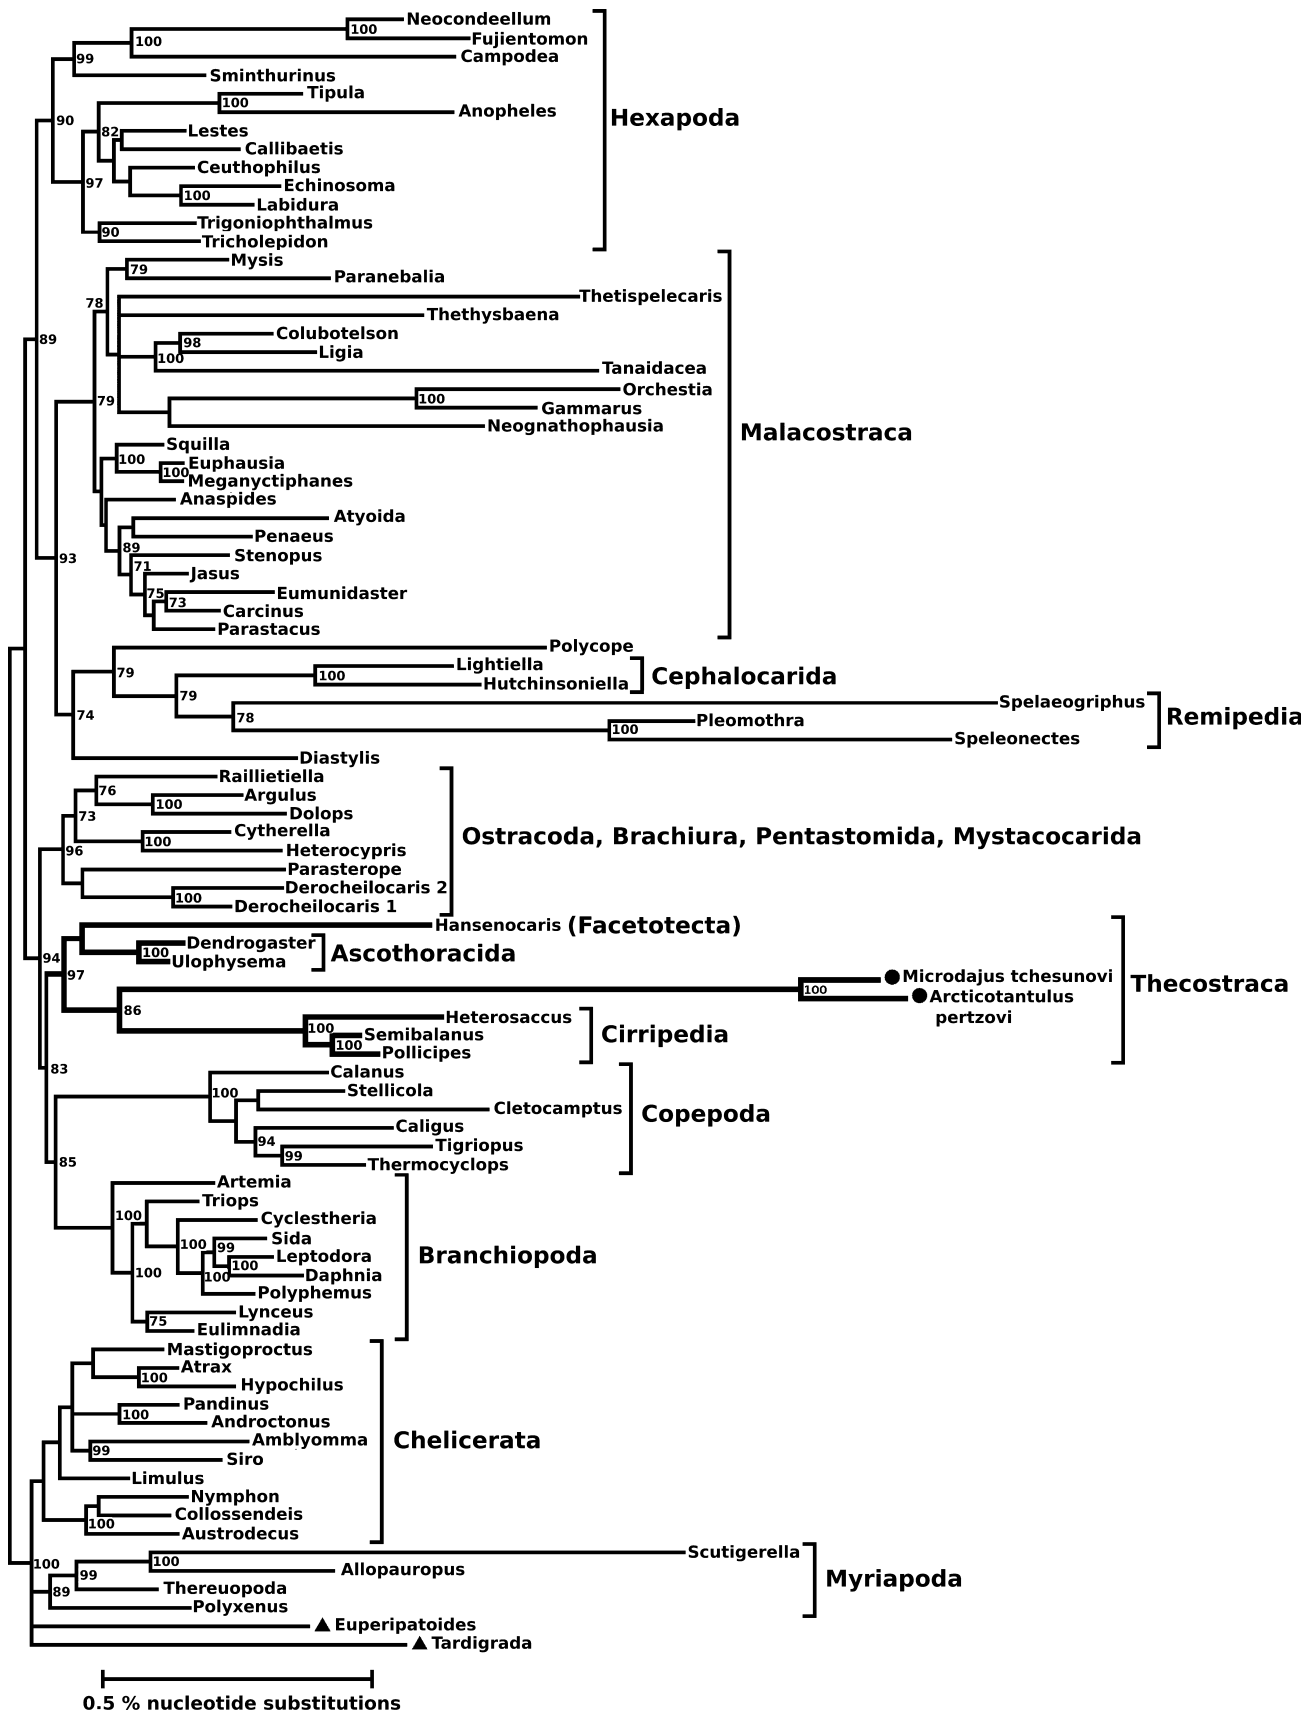 Neocondeellum
100
Fujientomon
100
Campodea
99
Sminthurinus
Tipula
100
Anopheles
Hexapoda
90
82
Lestes
Callibaetis
Ceuthophilus
97
Echinosoma
100
Labidura
Trigoniophthalmus
90
Tricholepidon
Mysis
79
Paranebalia
Thetispelecaris
78
Thethysbaena
Colubotelson
89
98
Ligia
100
Tanaidacea
Orchestia
79
100
Gammarus
Neognathophausia
Malacostraca
Squilla
100
Euphausia
100
Meganyctiphanes
Anaspides
Atyoida
Penaeus
89
Stenopus
93
71
Jasus
75
Eumunidaster
73
Carcinus
Parastacus
Polycope
Lightiella
79
100
Cephalocarida
Hutchinsoniella
79
Spelaeogriphus
74
78
Pleomothra
Remipedia
100
Speleonectes
Diastylis
Raillietiella
76
Argulus
100
Dolops
73
Cytherella
Ostracoda, Brachiura, Pentastomida, Mystacocarida
100
96
Heterocypris
Parasterope
Derocheilocaris 2
100
Derocheilocaris 1
Hansenocaris (Facetotecta)
Dendrogaster
94
100
Ascothoracida
Ulophysema
97
Microdajus tchesunovi
Thecostraca
100
Arcticotantulus
pertzovi
86
Heterosaccus
100
Semibalanus
Cirripedia
100
Pollicipes
83
Calanus
100
Stellicola
Cletocamptus
Copepoda
Caligus
94
Tigriopus
99
85
Thermocyclops
Artemia
Triops
100
Cyclestheria
Sida
100
99
Leptodora
Branchiopoda
100
100
100
Daphnia
Polyphemus
Lynceus
75
Eulimnadia
Mastigoproctus
Atrax
100
Hypochilus
Pandinus
100
Androctonus
Amblyomma
Chelicerata
99
Siro
Limulus
Nymphon
Collossendeis
100
Austrodecus
Scutigerella
100
100
Allopauropus
99
Myriapoda
Thereuopoda
89
Polyxenus
Euperipatoides
Tardigrada
0.5 % nucleotide substitutions